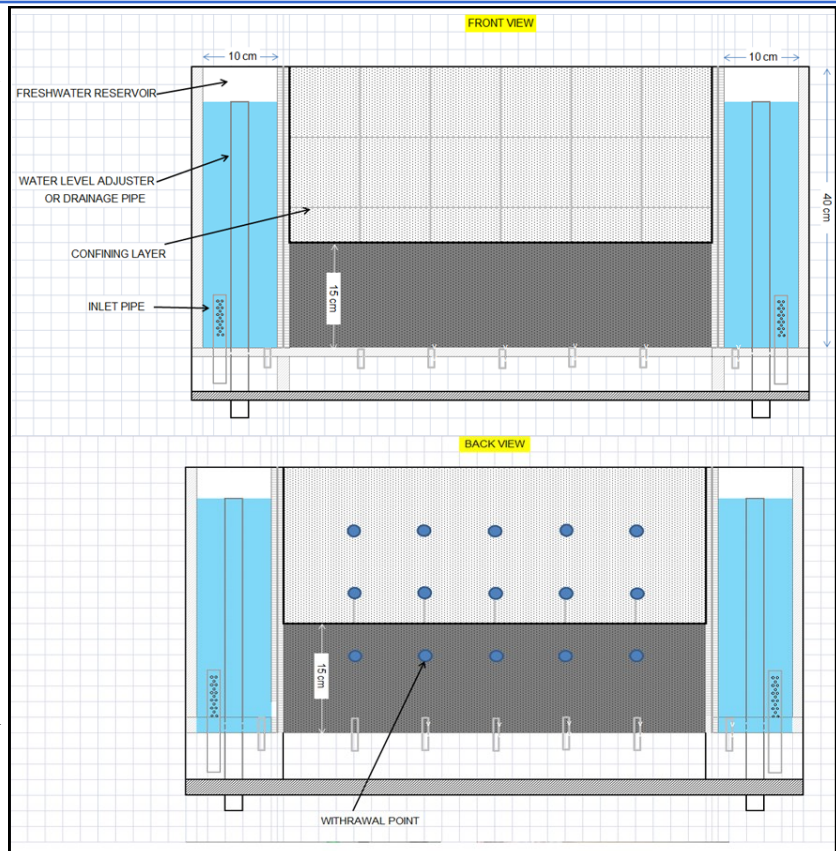 FRONT VIEW
10 cm
10 cm
FRESHWATER RESERVOIR
WATER LEVEL ADJUSTER
OR DRAINAGE PIPE
40 cm
CONFINING LAYER
15 cm
INLET PIPE
BACK VIEW
15 cm
WITHRAWAL POINT